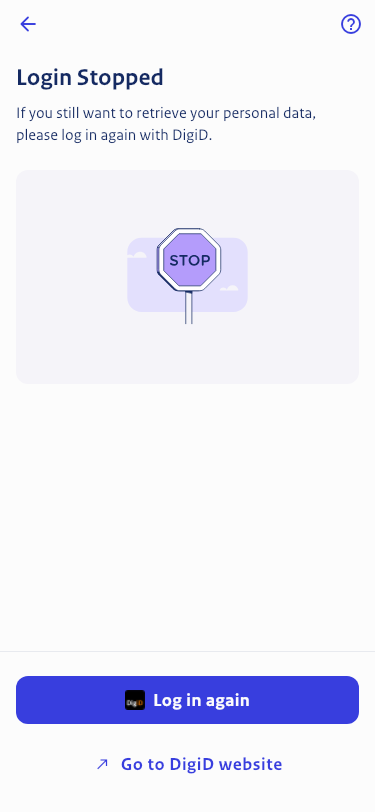 Login Stopped
If you still want to retrieve your personal data,
please log in again with DigiD.
STOP
DigiD Log in again
Go to DigiD website